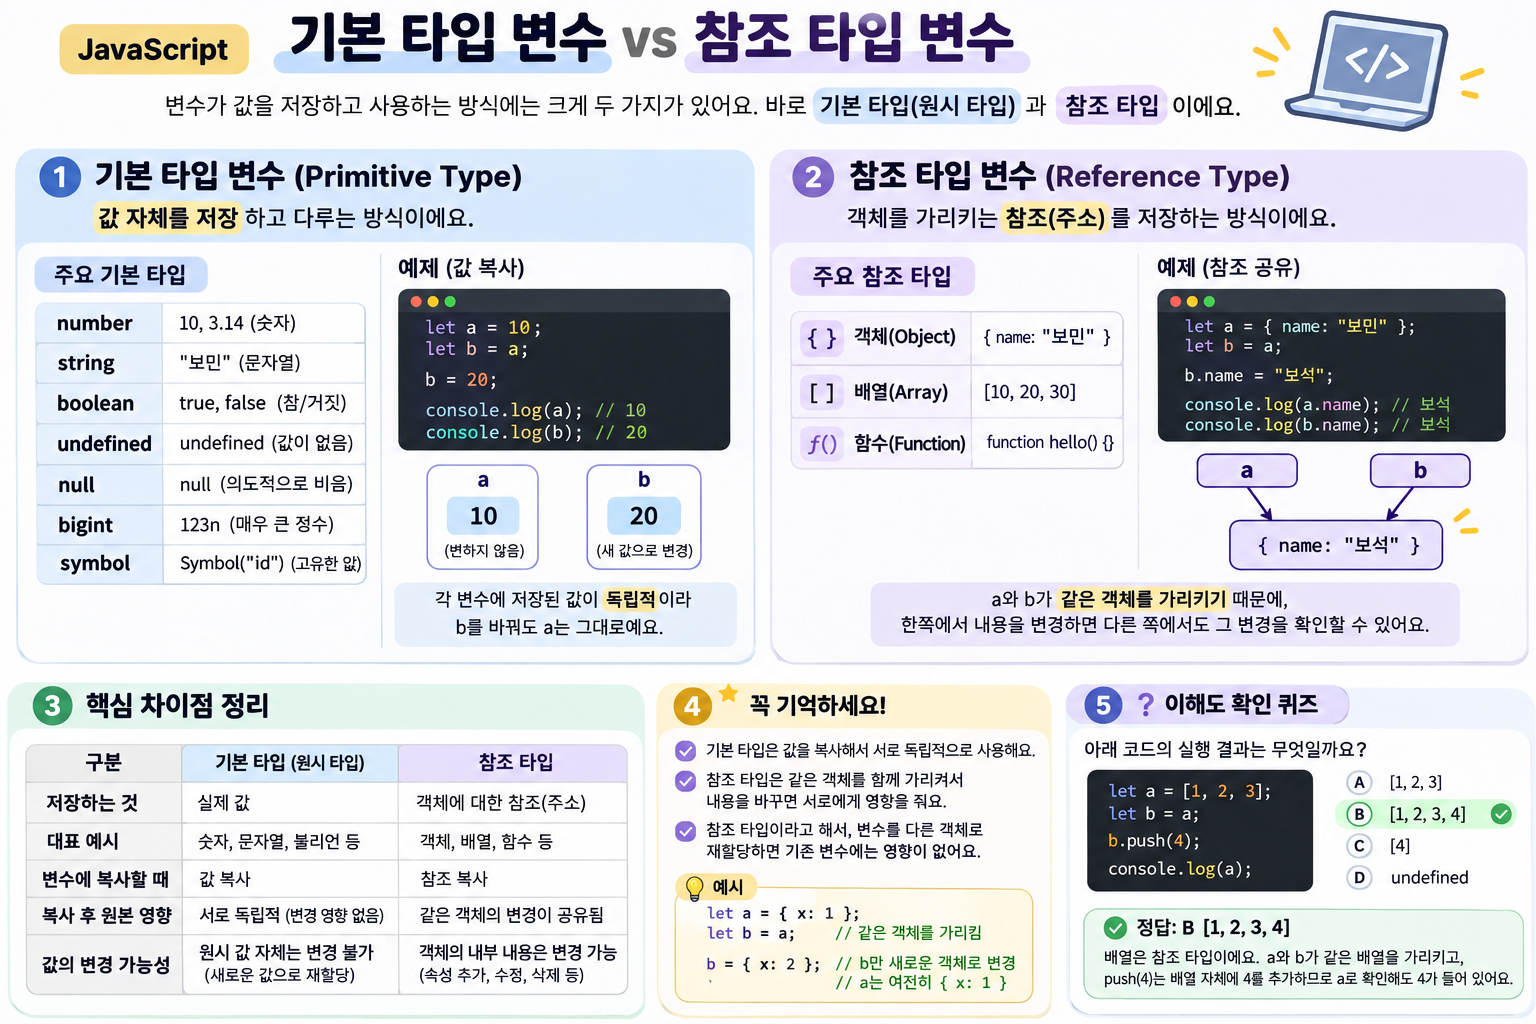 JavaScript
기본 타입 변수 vs 참조 타입 변수
변수가 값을 저장하고 사용하는 방식에는 크게 두 가지가 있어요. 바로 기본 타입(원시 타입) 과 참조 타입 이에요.
</>
1 기본 타입 변수 (Primitive Type)
값 자체를 저장 하고 다루는 방식이에요.
주요 기본 타입
number 10, 3.14 (숫자)
string "보민" (문자열)
boolean true, false (참/거짓)
undefined undefined (값이 없음)
null null (의도적으로 비음)
bigint 123n (매우 큰 정수)
symbol Symbol("id") (고유한 값)
예제 (값 복사)
let a = 10;
let b = a;
b = 20;
console.log(a); // 10
console.log(b); // 20
a b
10 20
(변하지 않음) (새 값으로 변경)
각 변수에 저장된 값이 독립적이라
b를 바꿔도 a는 그대로예요.
2 참조 타입 변수 (Reference Type)
객체를 가리키는 참조(주소)를 저장하는 방식이에요.
주요 참조 타입
{ } 객체(Object) { name: "보민" }
[ ] 배열(Array) [10, 20, 30]
f() 함수(Function) function hello() {}
예제 (참조 공유)
let a = { name: "보민" };
let b = a;
b.name = "보석";
console.log(a.name); // 보석
console.log(b.name); // 보석
a b
{ name: "보석" }
a와 b가 같은 객체를 가리키기 때문에,
한쪽에서 내용을 변경하면 다른 쪽에서도 그 변경을 확인할 수 있어요.
3 핵심 차이점 정리
구분 기본 타입 (원시 타입) 참조 타입
저장하는 것 실제 값 객체에 대한 참조(주소)
대표 예시 숫자, 문자열, 불리언 등 객체, 배열, 함수 등
변수에 복사할 때 값 복사 참조 복사
복사 후 원본 영향 서로 독립적 (변경 영향 없음) 같은 객체의 변경이 공유됨
값의 변경 가능성 원시 값 자체는 변경 불가 객체의 내부 내용은 변경 가능
(새로운 값으로 재할당) (속성 추가, 수정, 삭제 등)
4 꼭 기억하세요!
기본 타입은 값을 복사해서 서로 독립적으로 사용해요.
참조 타입은 같은 객체를 함께 가리켜서
내용을 바꾸면 서로에게 영향을 줘요.
참조 타입이라고 해서, 변수를 다른 객체로
재할당하면 기존 변수에는 영향이 없어요.
예시
let a = { x: 1 };
let b = a; // 같은 객체를 가리킴
b = { x: 2 }; // b만 새로운 객체로 변경
// a는 여전히 { x: 1 }
5 ? 이해도 확인 퀴즈
아래 코드의 실행 결과는 무엇일까요?
let a = [1, 2, 3];
let b = a;
b.push(4);
console.log(a);
A [1, 2, 3]
B [1, 2, 3, 4]
C [4]
D undefined
정답: B [1, 2, 3, 4]
배열은 참조 타입이에요. a와 b가 같은 배열을 가리키고,
push(4)는 배열 자체에 4를 추가하므로 a로 확인해도 4가 들어 있어요.